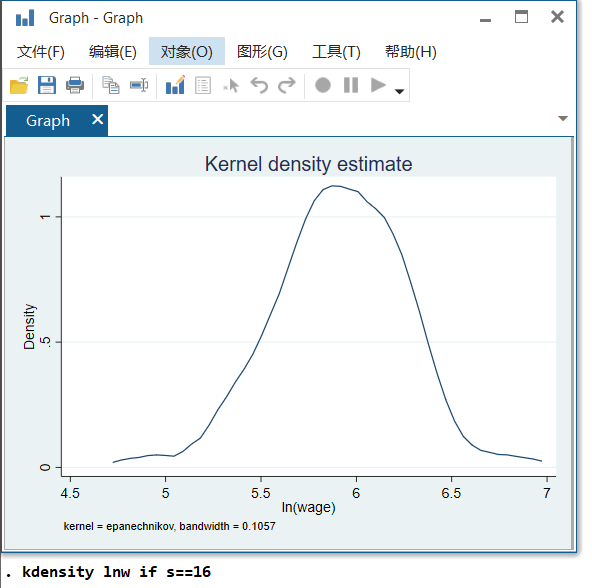 Graph - Graph
文件(F) 编辑(E) 对象(O) 图形(G) 工具(T) 帮助(H)
Graph
Kernel density estimate
Density
1
.5
0
4.5 5 5.5 6 6.5 7
ln(wage)
kernel = epanechnikov, bandwidth = 0.1057
. kdensity lnw if s==16